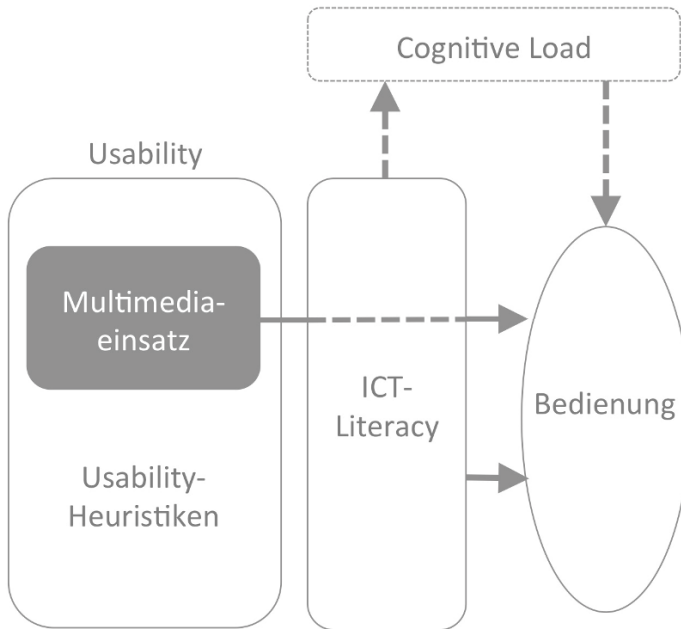 Cognitive Load
Usability
Multimedia-
einsatz
ICT-
Literacy
Bedienung
Usability-
Heuristiken